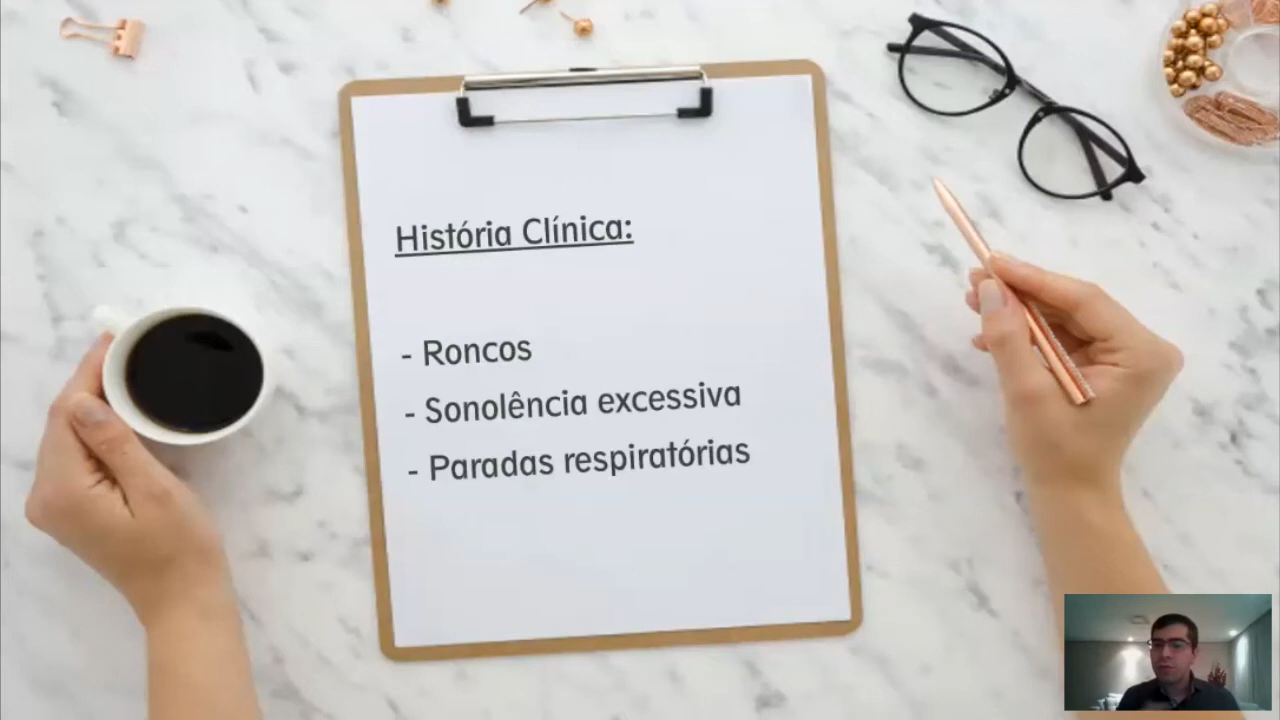 História Clínica:
- Roncos
- Sonolência excessiva
- Paradas respiratórias